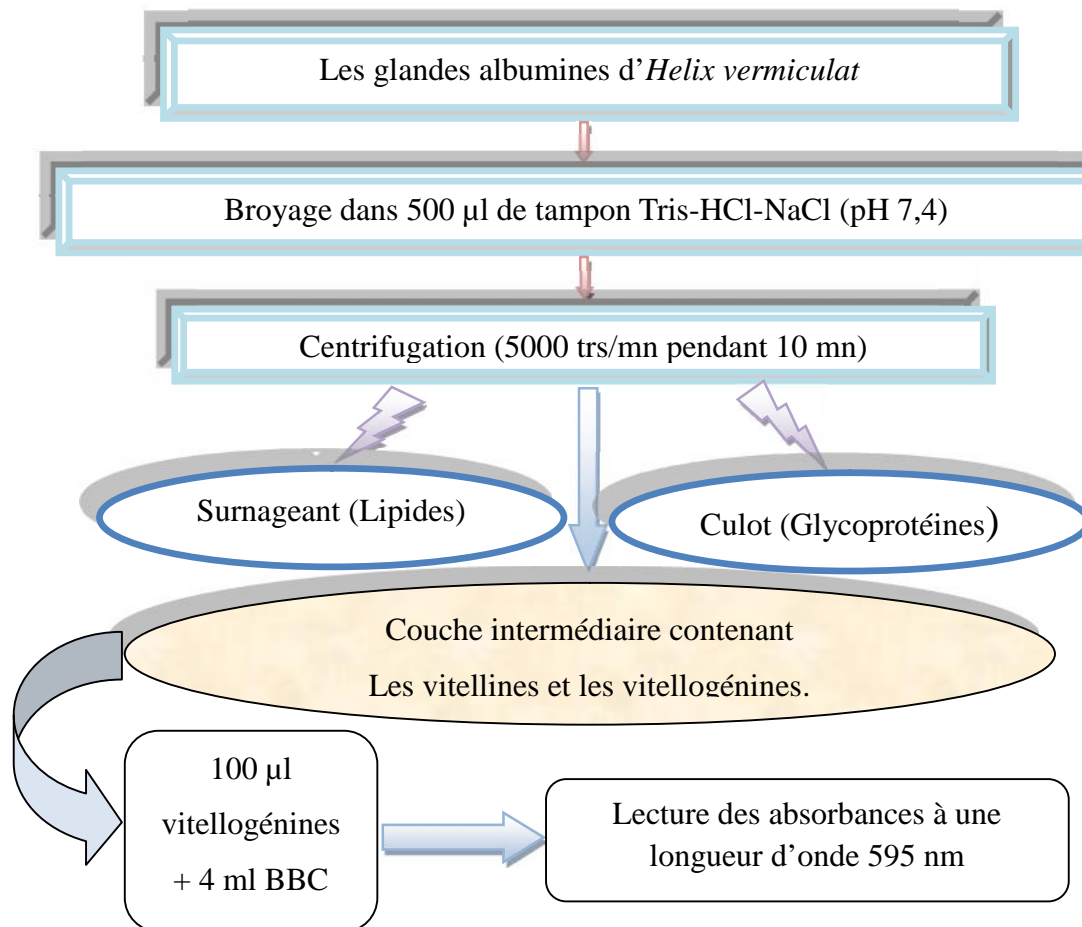 Les glandes albumines d’Helix vermiculat
Broyage dans 500 µl de tampon Tris-HCl-NaCl (pH 7,4)
Centrifugation (5000 trs/mn pendant 10 mn)
Surnageant (Lipides)
Culot (Glycoprotéines)
Couche intermédiaire contenant
Les vitellines et les vitellogénines.
100 µl
vitellogénines
+ 4 ml BBC
Lecture des absorbances à une
longueur d’onde 595 nm